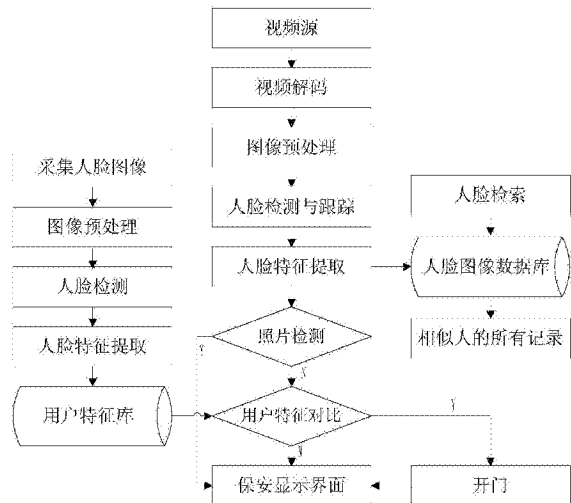 视频源
视频解码
图像预处理
人脸检测与跟踪
人脸特征提取
照片检测
Y
N
用户特征对比
Y
N
保安显示界面
开门
采集人脸图像
图像预处理
人脸检测
人脸特征提取
用户特征库
人脸检索
人脸图像数据库
相似人的所有记录